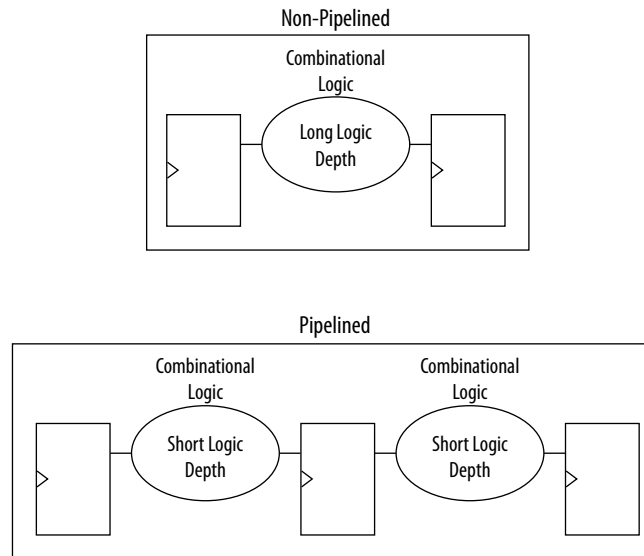 Non-Pipelined
Combinational
Logic
Long Logic
Depth
Pipelined
Combinational
Logic
Short Logic
Depth
Combinational
Logic
Short Logic
Depth